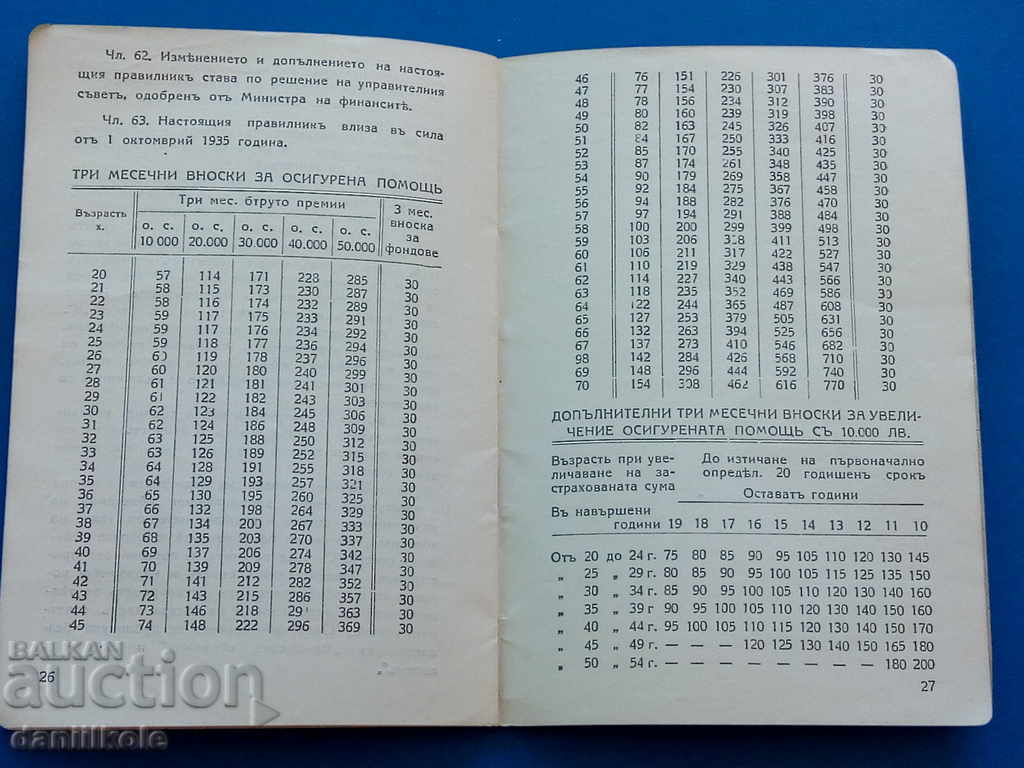 Чл. 62. Измѣнението и допълнението на настоя-
щия правилникъ става по решение на управителния
съветъ, одобренъ отъ Министра на финанситѣ.
Чл. 63. Настоящия правилникъ влиза въ сила
отъ 1 октомврий 1935 година.
ТРИ МЕСЕЧНИ ВНОСКИ ЗА ОСИГУРЕНА ПОМОЩЬ
Възрасть х. Три мес. бтруто премии 3 мес. вноска за фондове
о. с. 10 000 о. с. 20.000 о. с. 30.000 о. с. 40.000 о. с. 50.000
20 57 114 171 228 285 30
21 58 115 173 230 287 30
22 58 116 174 232 289 30
23 59 117 175 233 291 30
24 59 117 176 234 292 30
25 59 118 177 236 294 30
26 60 119 178 237 296 30
27 60 120 180 240 299 30
28 61 121 181 241 301 30
29 61 122 182 243 303 30
30 62 123 184 245 306 30
31 62 124 186 248 309 30
32 63 125 188 250 312 30
33 63 126 189 252 315 30
34 64 128 191 255 318 30
35 64 129 193 257 321 30
36 65 130 195 260 325 30
37 66 132 198 264 329 30
38 67 134 200 267 333 30
39 68 135 203 270 337 30
40 69 137 206 274 342 30
41 70 139 209 278 347 30
42 71 141 212 282 352 30
43 72 143 215 286 357 30
44 73 146 218 29 363 30
45 74 148 222 296 369 30
26
46 76 151 226 301 376 30
47 77 154 230 307 383 30
48 78 156 234 312 390 30
49 80 160 239 319 398 30
50 82 163 245 326 407 30
51 84 167 250 333 416 30
52 85 170 255 340 425 30
53 87 174 261 348 435 30
54 90 179 268 357 446 30
55 92 184 275 367 458 30
56 94 188 282 376 470 30
57 97 194 291 388 484 30
58 100 200 299 399 498 30
59 103 206 308 411 513 30
60 106 211 317 422 527 30
61 110 219 329 438 547 30
62 114 227 340 453 566 30
63 118 235 352 469 586 30
64 122 244 365 487 608 30
65 127 253 379 505 631 30
66 132 263 394 525 656 30
67 137 273 410 546 682 30
98 142 284 426 568 710 30
69 148 296 444 592 740 30
70 154 308 462 616 770 30
ДОПЪЛНИТЕЛНИ ТРИ МЕСЕЧНИ ВНОСКИ ЗА УВЕЛИ-
ЧЕНИЕ ОСИГУРЕНАТА ПОМОЩЬ СЪ 10.000 ЛВ.
Възрасть при уве-
личаване на за-
страхованата сума
До изтичане на първоначално
опредѣл. 20 годишенъ срокъ
Оставатъ години
Въ навършени
години 19 18 17 16 15 14 13 12 11 10
Отъ 20 до 24 г. 75 80 85 90 95 105 110 120 130 145
„ 25 „ 29 г. 80 85 90 95 100 105 115 125 135 150
„ 30 „ 34 г. 85 90 95 100 105 110 120 130 140 160
„ 35 „ 39 г 90 95 100 105 110 120 130 140 150 160
„ 40 „ 44 г. 95 100 105 110 115 120 130 140 150 170
„ 45 „ 49 г. — — — 120 125 130 140 150 165 180
„ 50 „ 54 г. — — — — — — — — 180 200
27
BALKAN
auction
daniilkole